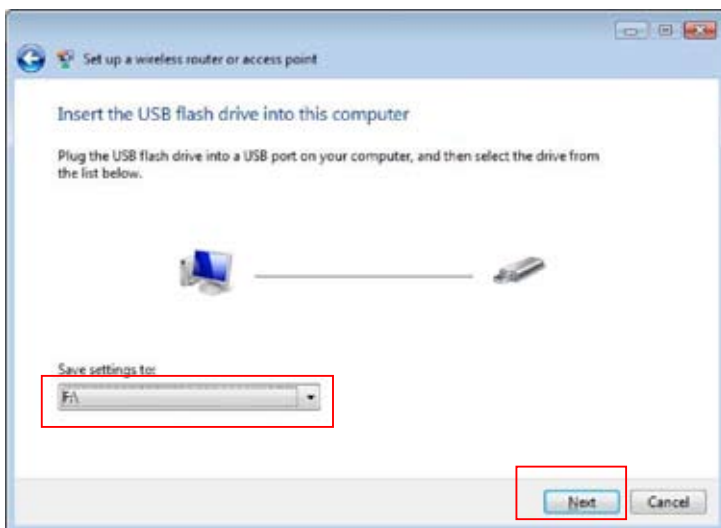 Set up a wireless router or access point
Insert the USB flash drive into this computer
Plug the USB flash drive into a USB port on your computer, and then select the drive from
the list below.
Save settings to:
F:\
Next Cancel